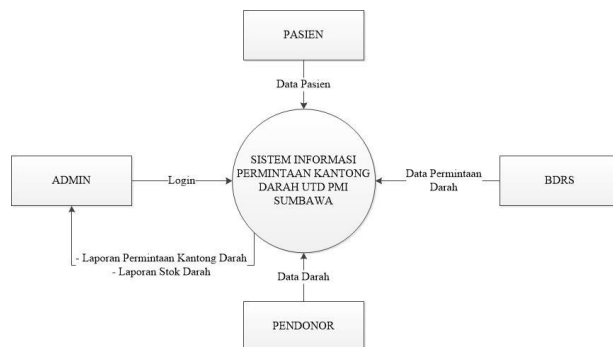 PASIEN
Data Pasien
SISTEM INFORMASI
PERMINTAAN KANTONG
DARAH UTD PMI
SUMBAWA
ADMIN
Login
Data Permintaan
Darah
BDRS
- Laporan Permintaan Kantong Darah
- Laporan Stok Darah
Data Darah
PENDONOR